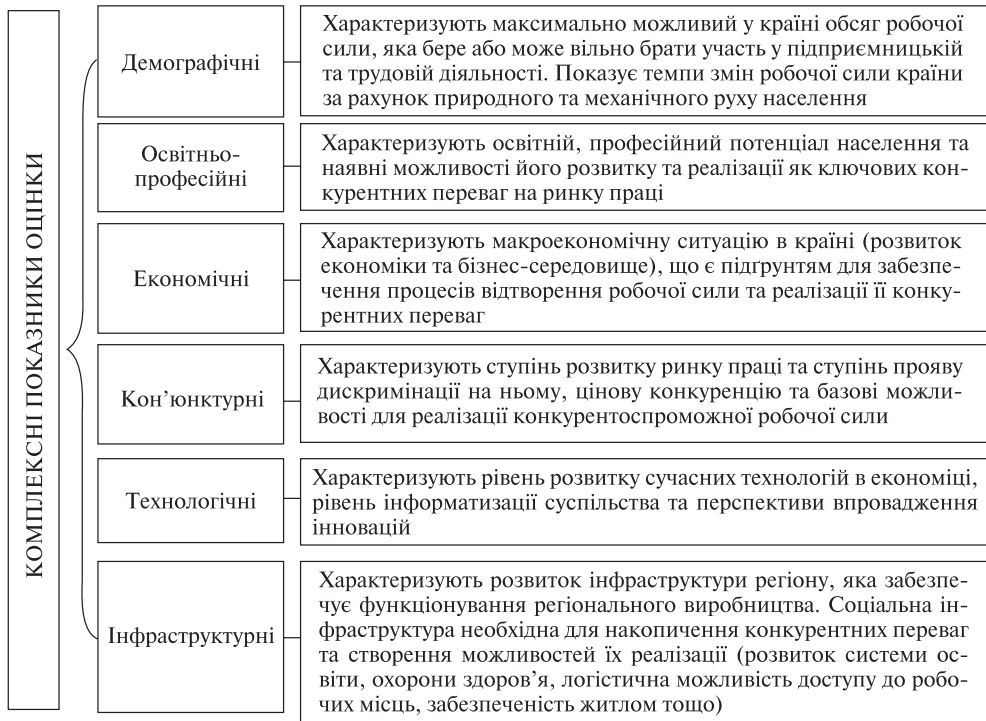 КОМПЛЕКСНІ ПОКАЗНИКИ ОЦІНКИ
Демографічні
Характеризують максимально можливий у країні обсяг робочої
сили, яка бере або може вільно брати участь у підприємницькій
та трудовій діяльності. Показує темпи змін робочої сили країни
за рахунок природного та механічного руху населення
Освітньо-
професійні
Характеризують освітній, професійний потенціал населення та
наявні можливості його розвитку та реалізації як ключових кон-
курентних переваг на ринку праці
Економічні
Характеризують макроекономічну ситуацію в країні (розвиток
економіки та бізнес-середовище), що є підґрунтям для забезпе-
чення процесів відтворення робочої сили та реалізації її конку-
рентних переваг
Кон’юнктурні
Характеризують ступінь розвитку ринку праці та ступінь прояву
дискримінації на ньому, цінову конкуренцію та базові можли-
вості для реалізації конкурентоспроможної робочої сили
Технологічні
Характеризують рівень розвитку сучасних технологій в економіці,
рівень інформатизації суспільства та перспективи впровадження
інновацій
Інфраструктурні
Характеризують розвиток інфраструктури регіону, яка забезпе-
чує функціонування регіонального виробництва. Соціальна ін-
фраструктура необхідна для накопичення конкурентних переваг
та створення можливостей їх реалізації (розвиток системи ос-
віти, охорони здоров’я, логістична можливість доступу до робо-
чих місць, забезпеченість житлом тощо)